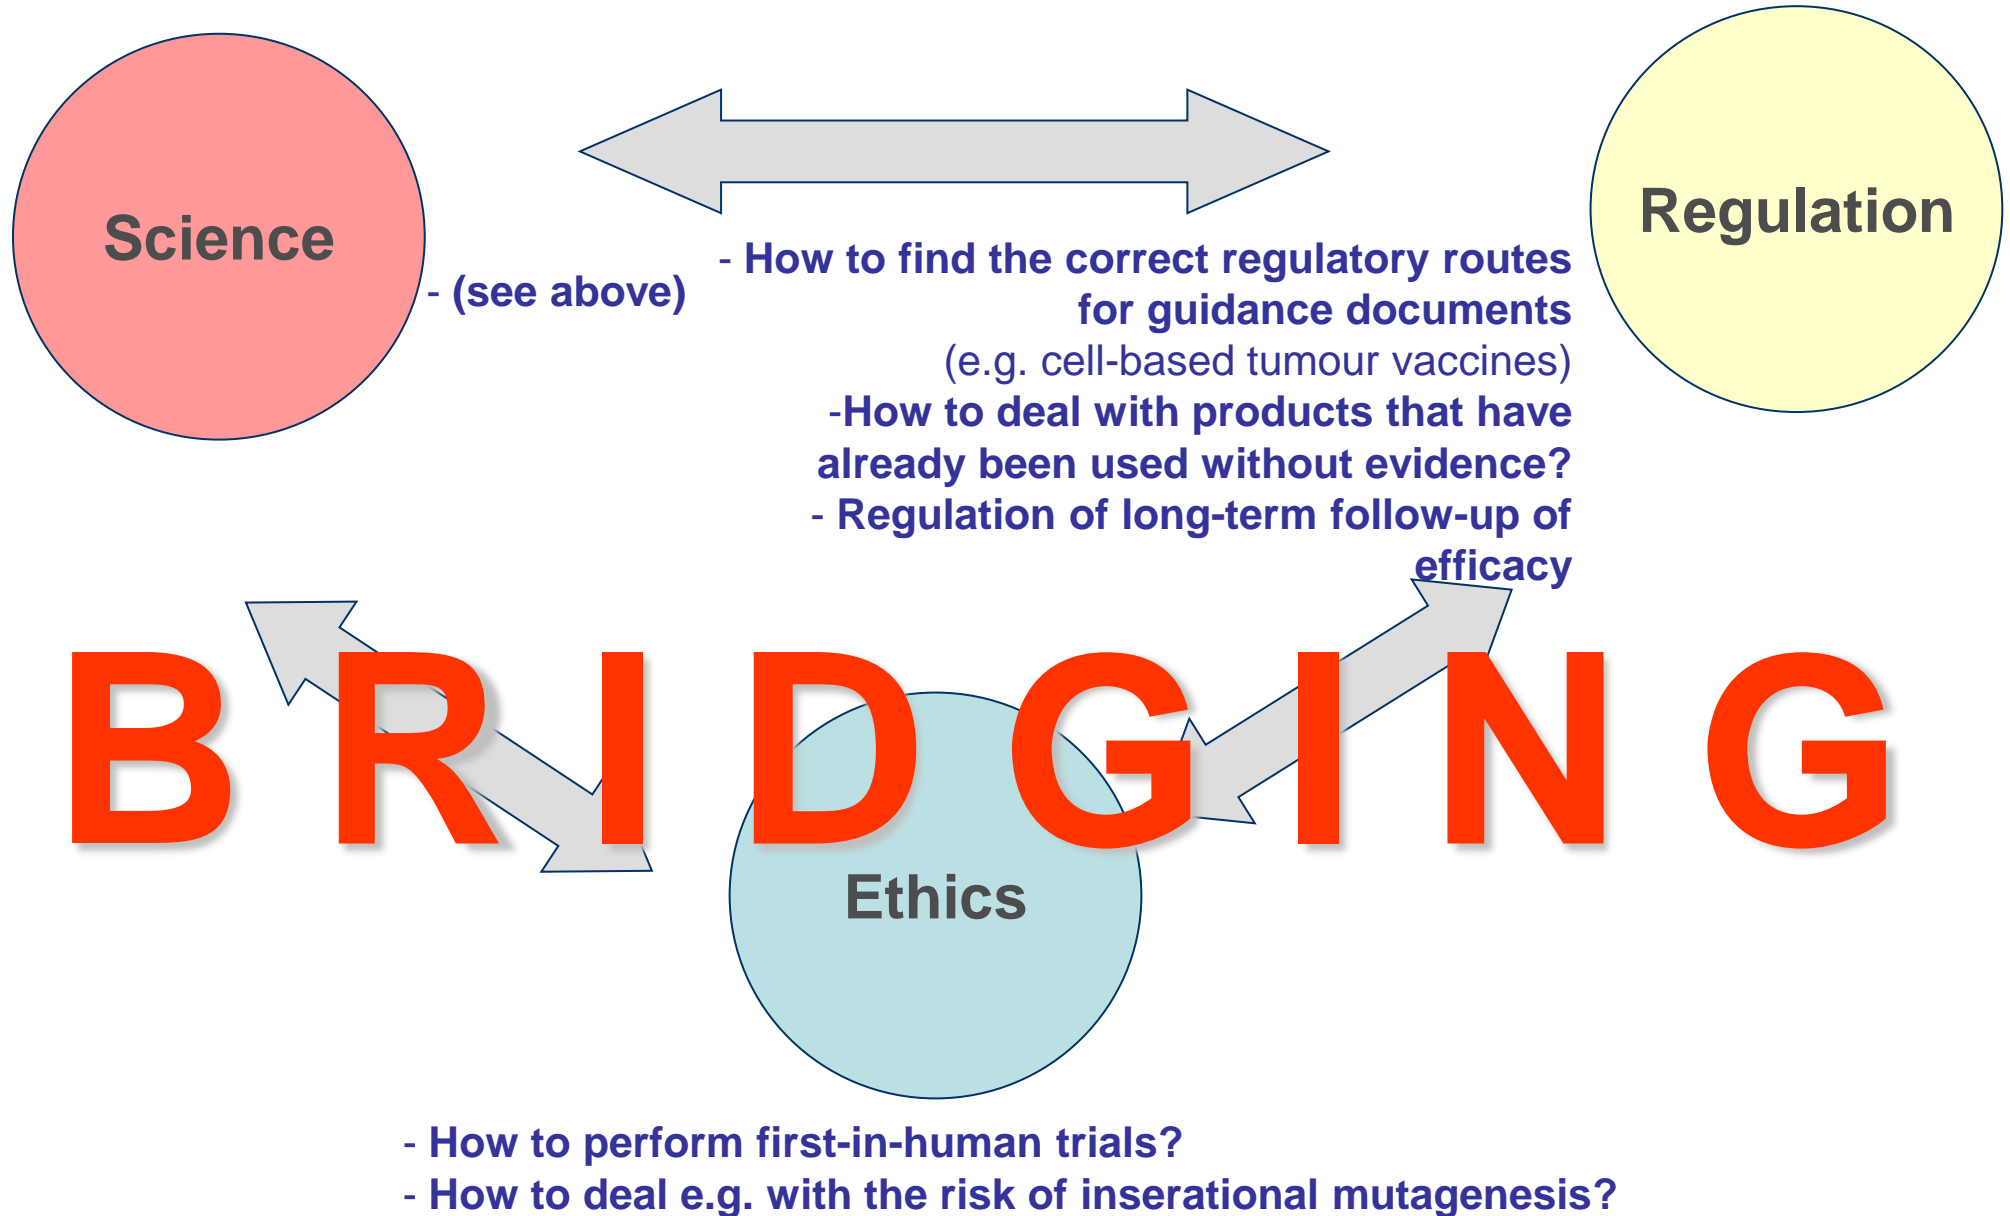 Science
Regulation
- (see above)
- How to find the correct regulatory routes
for guidance documents
(e.g. cell-based tumour vaccines)
-How to deal with products that have
already been used without evidence?
- Regulation of long-term follow-up of
efficacy
B R I D G I N G
Ethics
- How to perform first-in-human trials?
- How to deal e.g. with the risk of inserational mutagenesis?